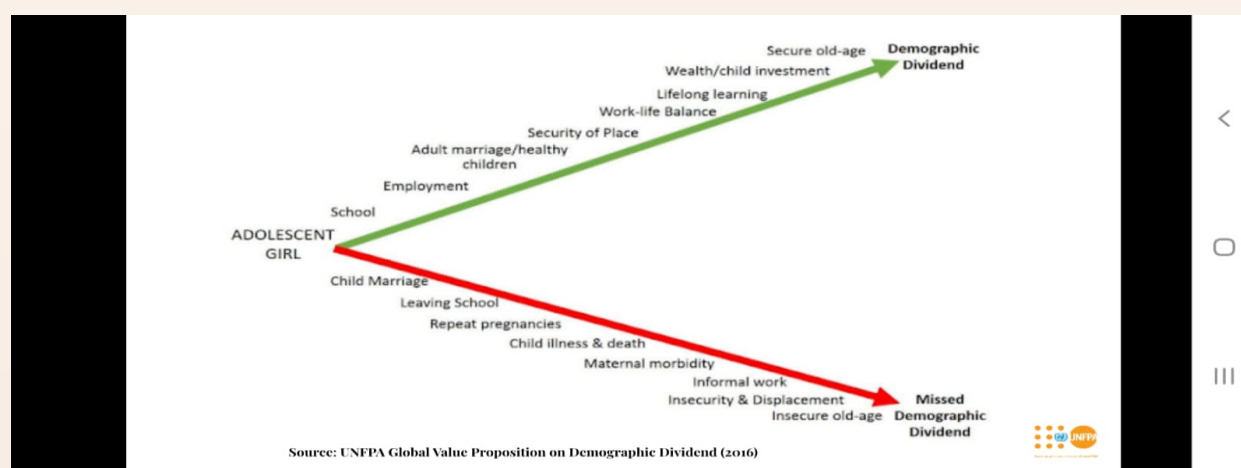 Secure old-age
Demographic
Dividend
Wealth/child investment
Lifelong learning
Work-life Balance
Security of Place
Adult marriage/healthy
children
Employment
School
ADOLESCENT
GIRL
Child Marriage
Leaving School
Repeat pregnancies
Child illness & death
Maternal morbidity
Informal work
Insecurity & Displacement
Insecure old-age
Missed
Demographic
Dividend
UNFPA
Source: UNFPA Global Value Proposition on Demographic Dividend (2016)